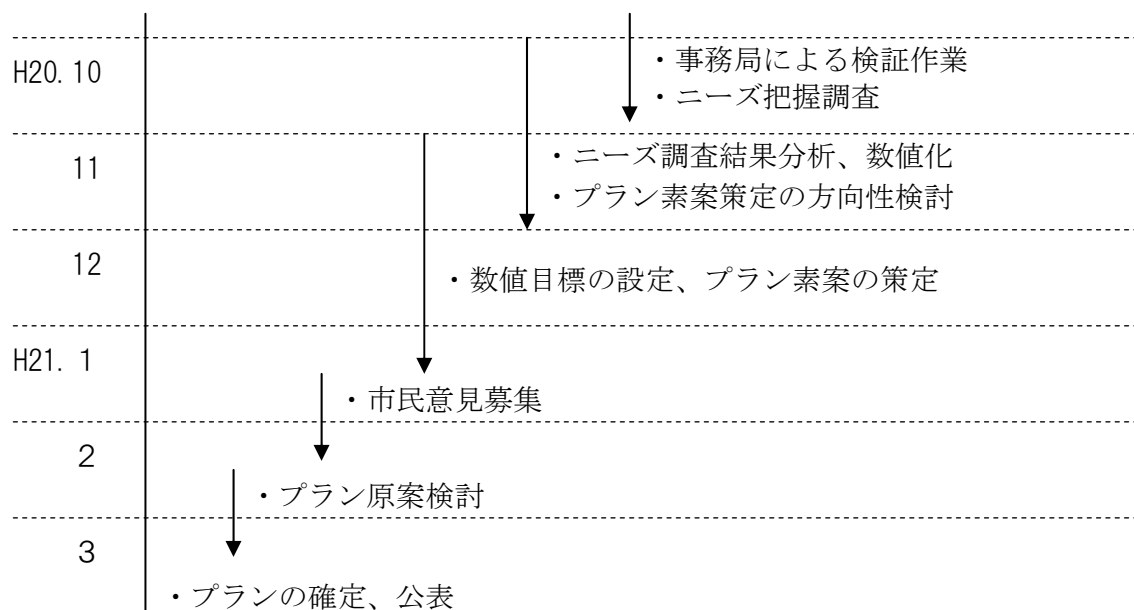 H20. 10
・事務局による検証作業
・ニーズ把握調査
11
・ニーズ調査結果分析、数値化
・プラン素案策定の方向性検討
12
・数値目標の設定、プラン素案の策定
H21. 1
・市民意見募集
2
・プラン原案検討
3
・プランの確定、公表